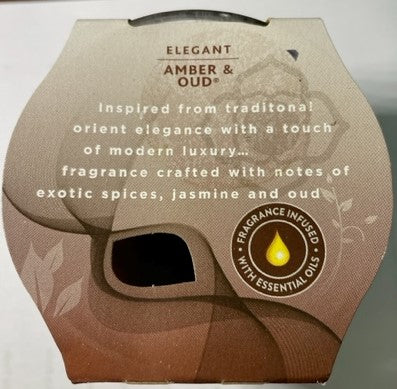 ELEGANT
AMBER &
OUD®
Inspired from traditonal
orient elegance with a touch
of modern luxury...
fragrance crafted with notes of
exotic spices, jasmine and oud
• FRAGRANCE INFUSED •
WITH ESSENTIAL OILS